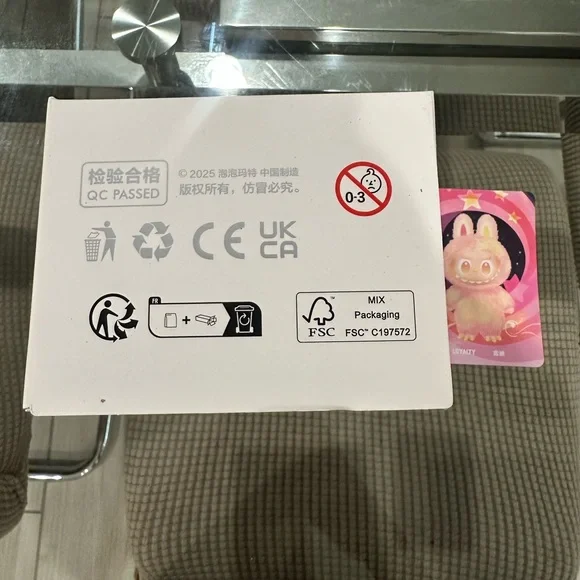 检验合格
QC PASSED
© 2025 泡泡玛特 中国制造
版权所有，仿冒必究。
0-3
CE
UK
CA
FR
+
FSC
MIX
Packaging
FSC™ C197572
LOYALTY